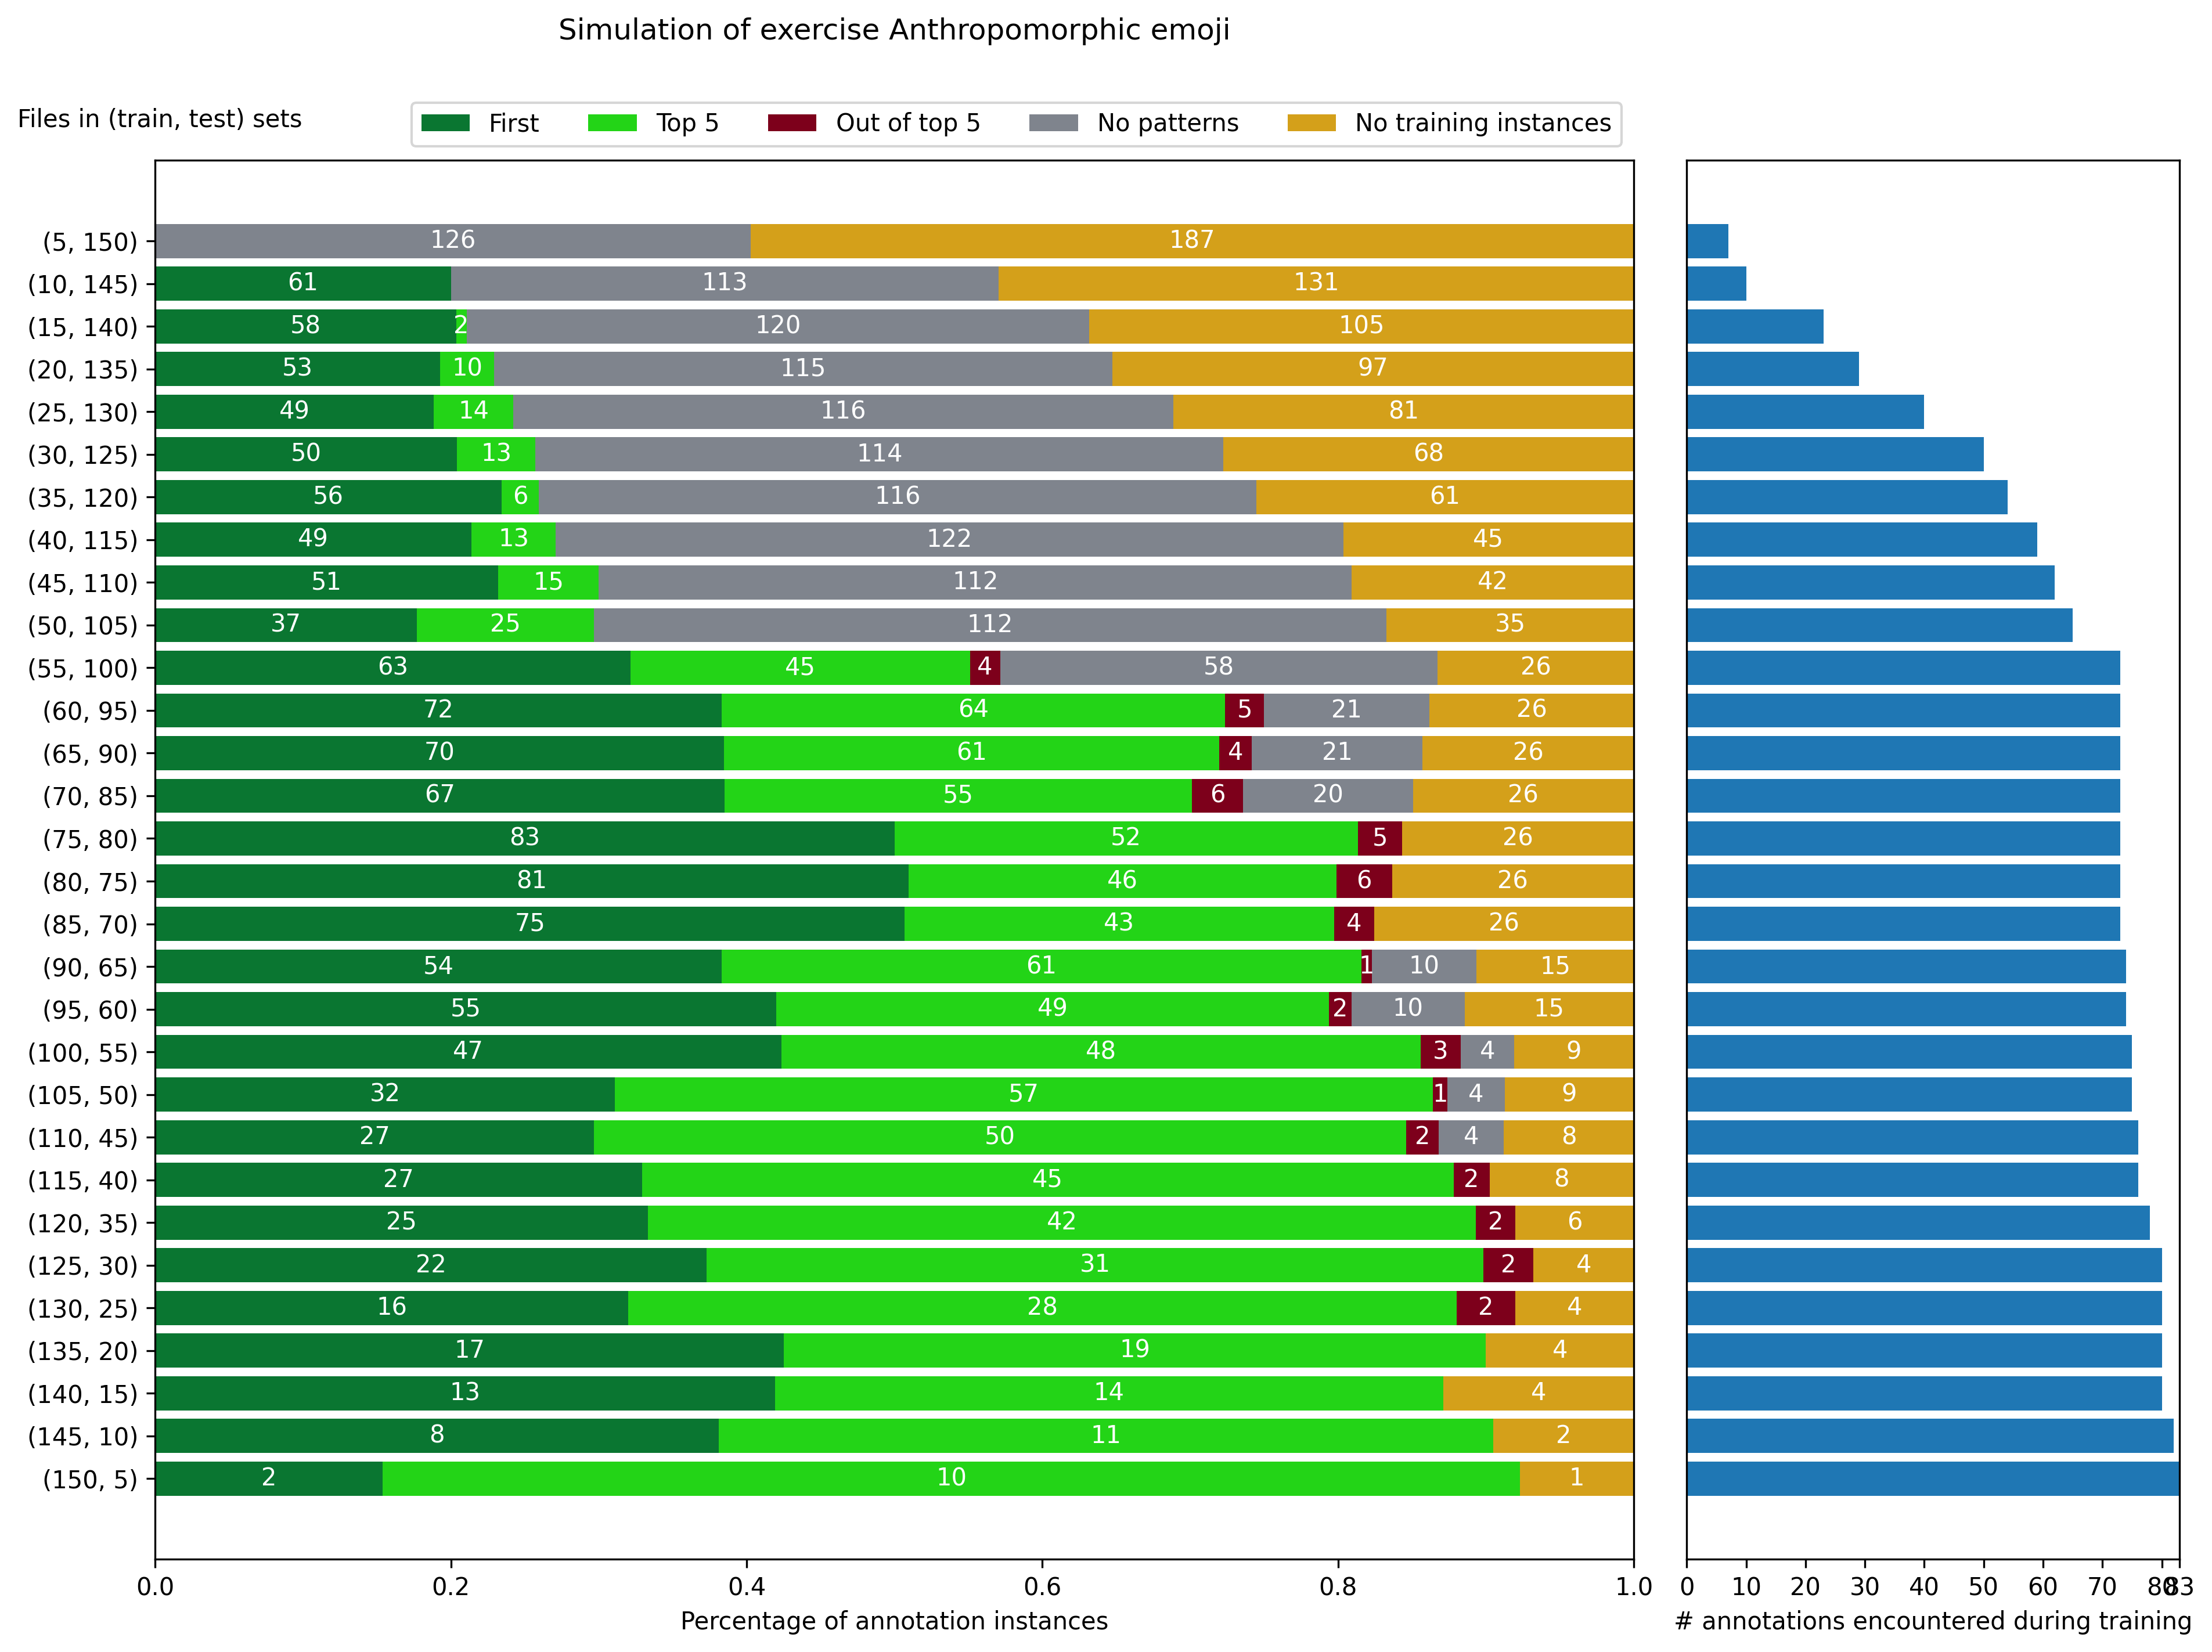 Simulation of exercise Anthropomorphic emoji
Files in (train, test) sets
First Top 5 Out of top 5 No patterns No training instances
(5, 150) 126 187
(10, 145) 61 113 131
(15, 140) 58 2 120 105
(20, 135) 53 10 115 97
(25, 130) 49 14 116 81
(30, 125) 50 13 114 68
(35, 120) 56 6 116 61
(40, 115) 49 13 122 45
(45, 110) 51 15 112 42
(50, 105) 37 25 112 35
(55, 100) 63 45 4 58 26
(60, 95) 72 64 5 21 26
(65, 90) 70 61 4 21 26
(70, 85) 67 55 6 20 26
(75, 80) 83 52 5 26
(80, 75) 81 46 6 26
(85, 70) 75 43 4 26
(90, 65) 54 61 1 10 15
(95, 60) 55 49 2 10 15
(100, 55) 47 48 3 4 9
(105, 50) 32 57 1 4 9
(110, 45) 27 50 2 4 8
(115, 40) 27 45 2 8
(120, 35) 25 42 2 6
(125, 30) 22 31 2 4
(130, 25) 16 28 2 4
(135, 20) 17 19 4
(140, 15) 13 14 4
(145, 10) 8 11 2
(150, 5) 2 10 1
0.0 0.2 0.4 0.6 0.8 1.0 0 10 20 30 40 50 60 70 80 83
Percentage of annotation instances # annotations encountered during training